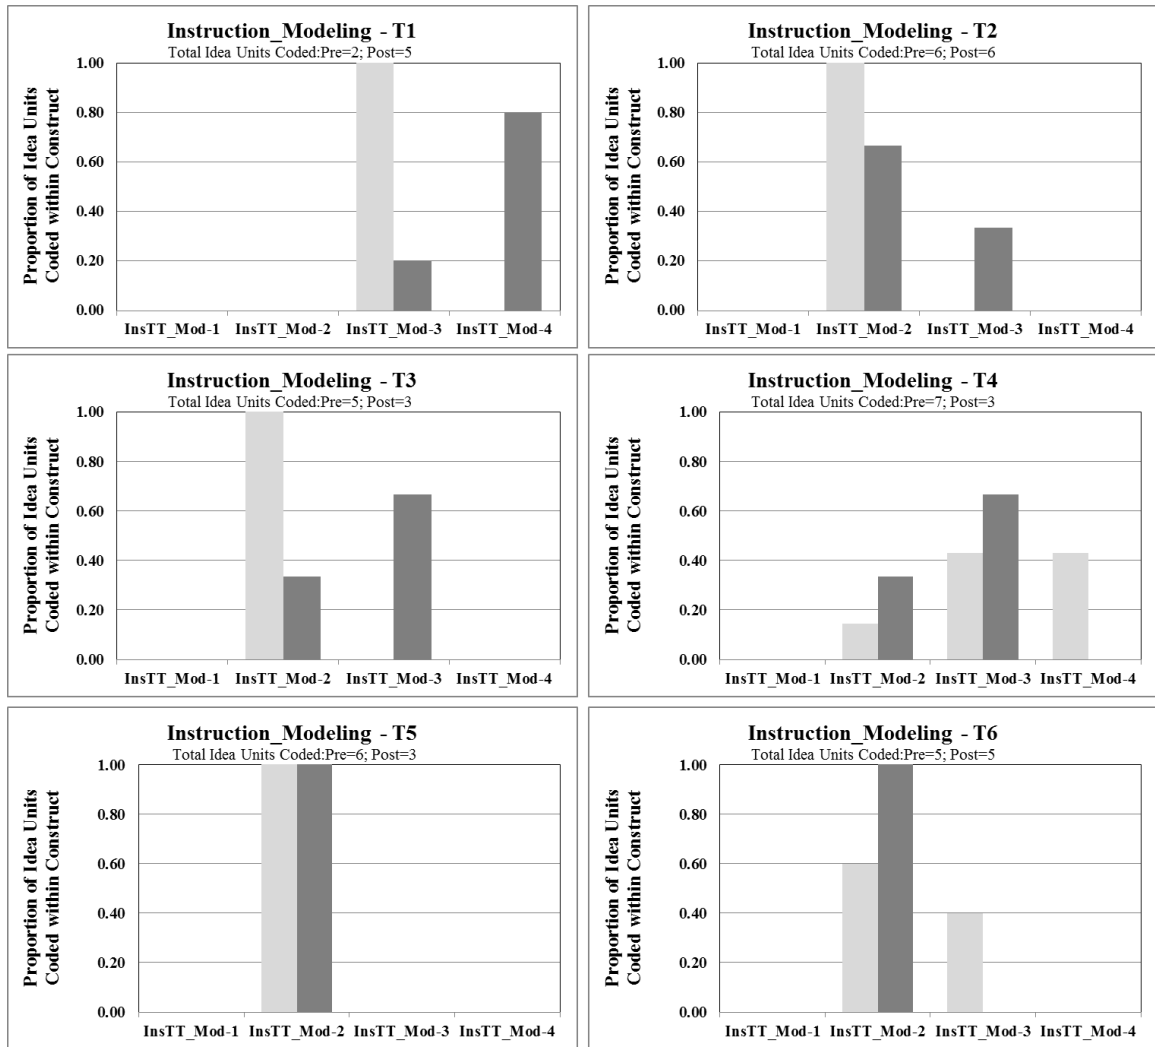 Instruction_Modeling - T1
Total Idea Units Coded:Pre=2; Post=5
Proportion of Idea Units
Coded within Construct
1.00
0.80
0.60
0.40
0.20
0.00
InsTT_Mod-1 InsTT_Mod-2 InsTT_Mod-3 InsTT_Mod-4
Instruction_Modeling - T2
Total Idea Units Coded:Pre=6; Post=6
Proportion of Idea Units
Coded within Construct
1.00
0.80
0.60
0.40
0.20
0.00
InsTT_Mod-1 InsTT_Mod-2 InsTT_Mod-3 InsTT_Mod-4
Instruction_Modeling - T3
Total Idea Units Coded:Pre=5; Post=3
Proportion of Idea Units
Coded within Construct
1.00
0.80
0.60
0.40
0.20
0.00
InsTT_Mod-1 InsTT_Mod-2 InsTT_Mod-3 InsTT_Mod-4
Instruction_Modeling - T4
Total Idea Units Coded:Pre=7; Post=3
Proportion of Idea Units
Coded within Construct
1.00
0.80
0.60
0.40
0.20
0.00
InsTT_Mod-1 InsTT_Mod-2 InsTT_Mod-3 InsTT_Mod-4
Instruction_Modeling - T5
Total Idea Units Coded:Pre=6; Post=3
Proportion of Idea Units
Coded within Construct
1.00
0.80
0.60
0.40
0.20
0.00
InsTT_Mod-1 InsTT_Mod-2 InsTT_Mod-3 InsTT_Mod-4
Instruction_Modeling - T6
Total Idea Units Coded:Pre=5; Post=5
Proportion of Idea Units
Coded within Construct
1.00
0.80
0.60
0.40
0.20
0.00
InsTT_Mod-1 InsTT_Mod-2 InsTT_Mod-3 InsTT_Mod-4